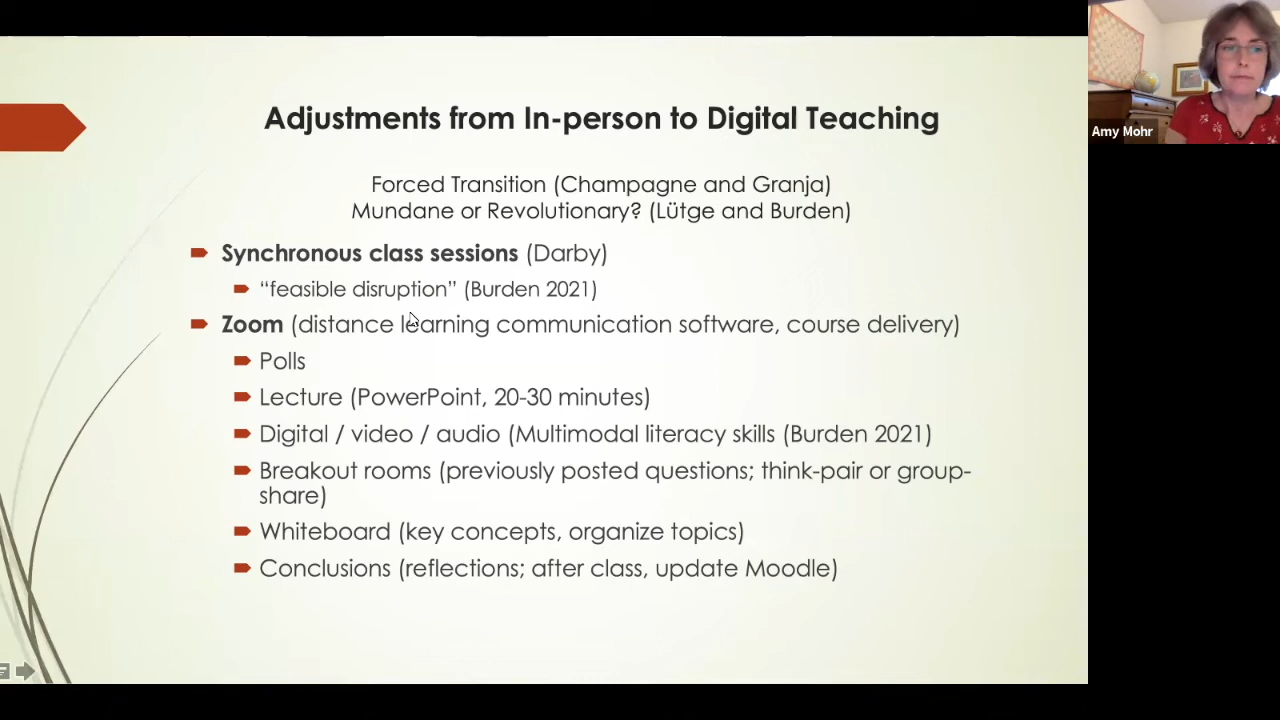 Adjustments from In-person to Digital Teaching
Forced Transition (Champagne and Granja)
Mundane or Revolutionary? (Lütge and Burden)
Synchronous class sessions (Darby)
“feasible disruption” (Burden 2021)
Zoom (distance learning communication software, course delivery)
Polls
Lecture (PowerPoint, 20-30 minutes)
Digital / video / audio (Multimodal literacy skills (Burden 2021)
Breakout rooms (previously posted questions; think-pair or group-
share)
Whiteboard (key concepts, organize topics)
Conclusions (reflections; after class, update Moodle)
Amy Mohr